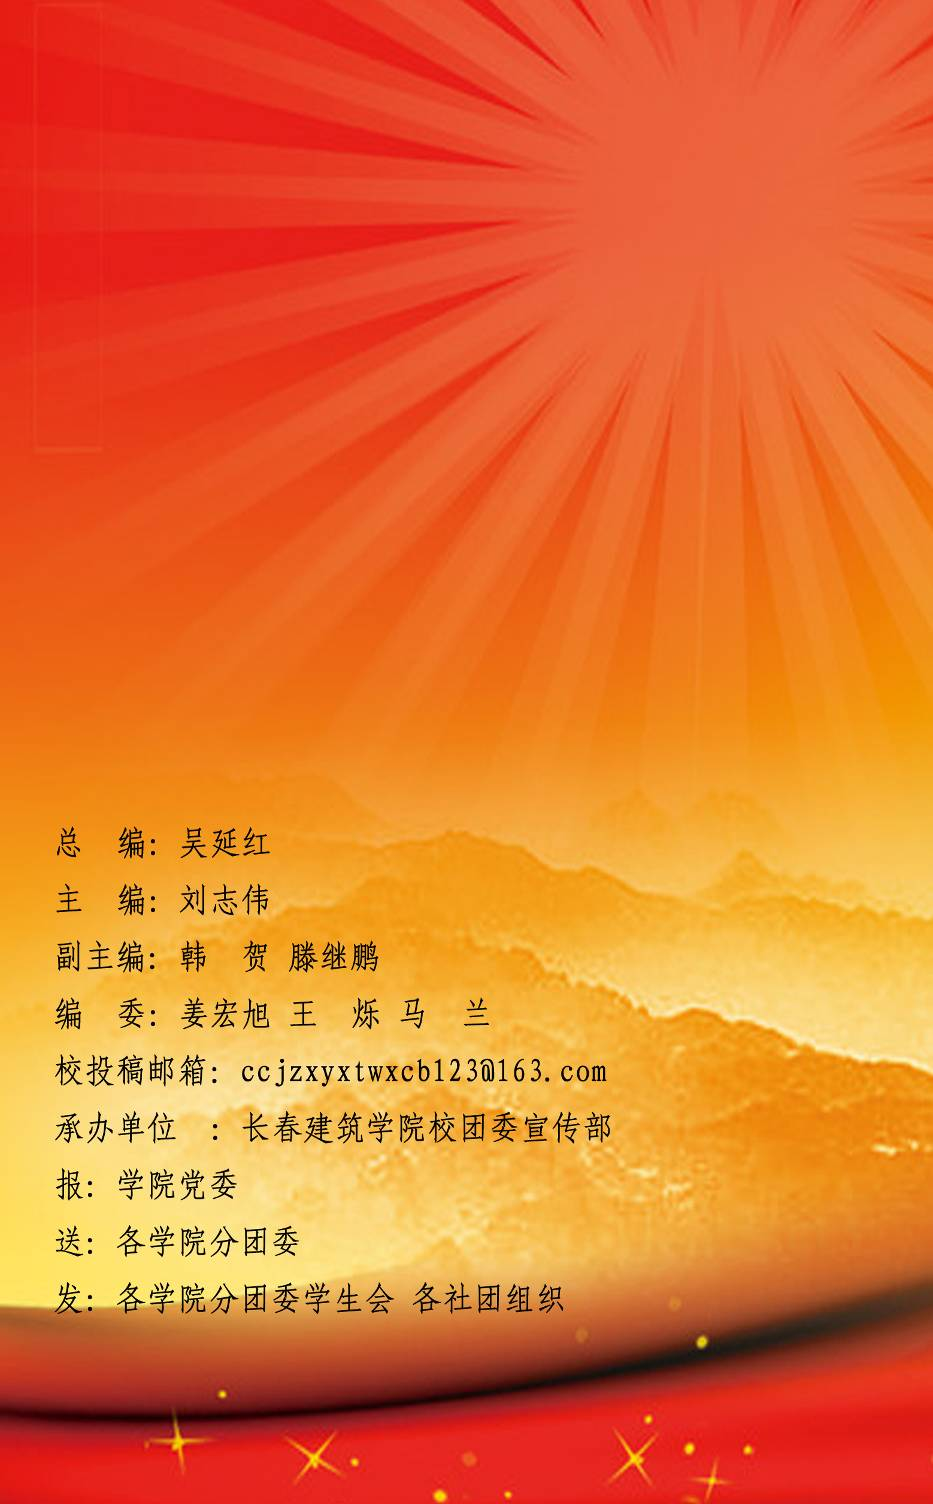 总　编：吴延红
主　编：刘志伟
副主编：韩　贺 滕继鹏
编　委：姜宏旭 王　烁 马　兰
校投稿邮箱：ccjzxyxtwxcb123@163.com
承办单位　：长春建筑学院校团委宣传部
报：学院党委
送：各学院分团委
发：各学院分团委学生会 各社团组织